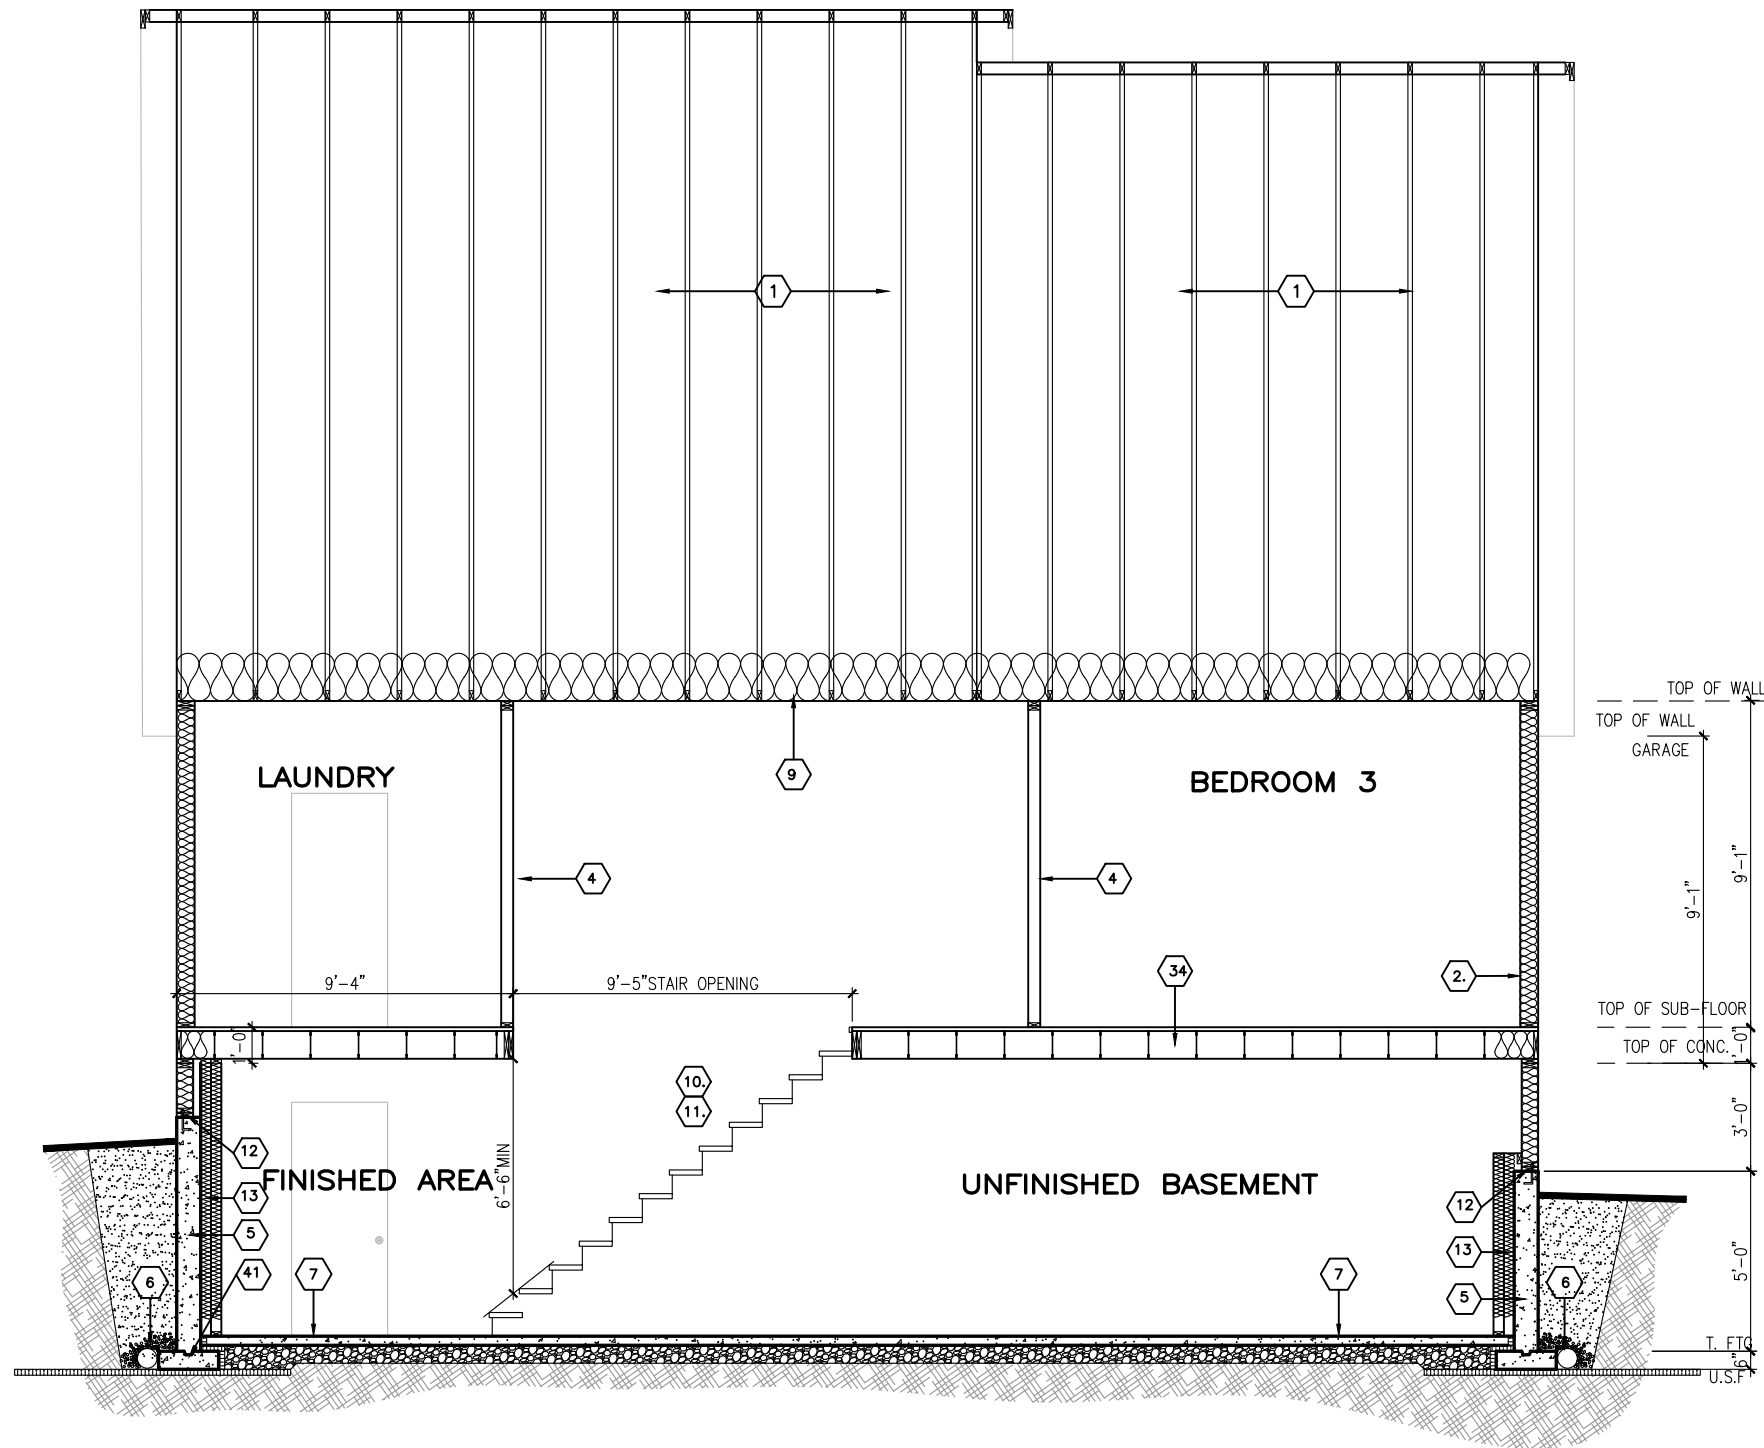 1
1
TOP OF WALL
TOP OF WALL
GARAGE
LAUNDRY
9
BEDROOM 3
4
4
9'-1"
9'-1"
9'-4"
9'-5"STAIR OPENING
34
2.
TOP OF SUB-FLOOR
1'-0"
TOP OF CONC.
1'-0"
10.
11.
3'-0"
12
FINISHED AREA
6'-6"MIN
UNFINISHED BASEMENT
13
12
5
13
41
7
7
6
5
6
5'-0"
T. FTG
6"
U.S.F